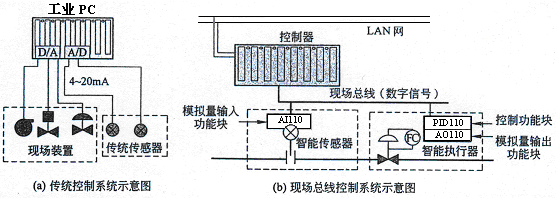 工业 PC
D/A A/D
4~20mA
现场装置
传统传感器
(a) 传统控制系统示意图
LAN 网
控制器
现场总线（数字信号）
模拟量输入
功能块
AI110
智能传感器
FC
PID110
AO110
智能执行器
控制功能块
模拟量输出
功能块
(b) 现场总线控制系统示意图